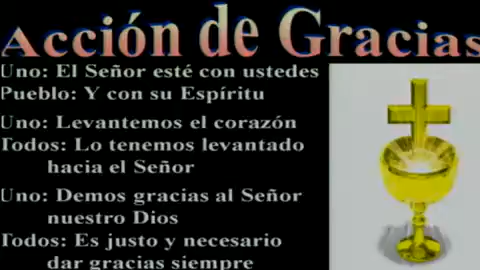 Acción de Gracias
Uno: El Señor esté con ustedes
Pueblo: Y con su Espíritu
Uno: Levantemos el corazón
Todos: Lo tenemos levantado
hacia el Señor
Uno: Demos gracias al Señor
nuestro Dios
Todos: Es justo y necesario
dar gracias siempre